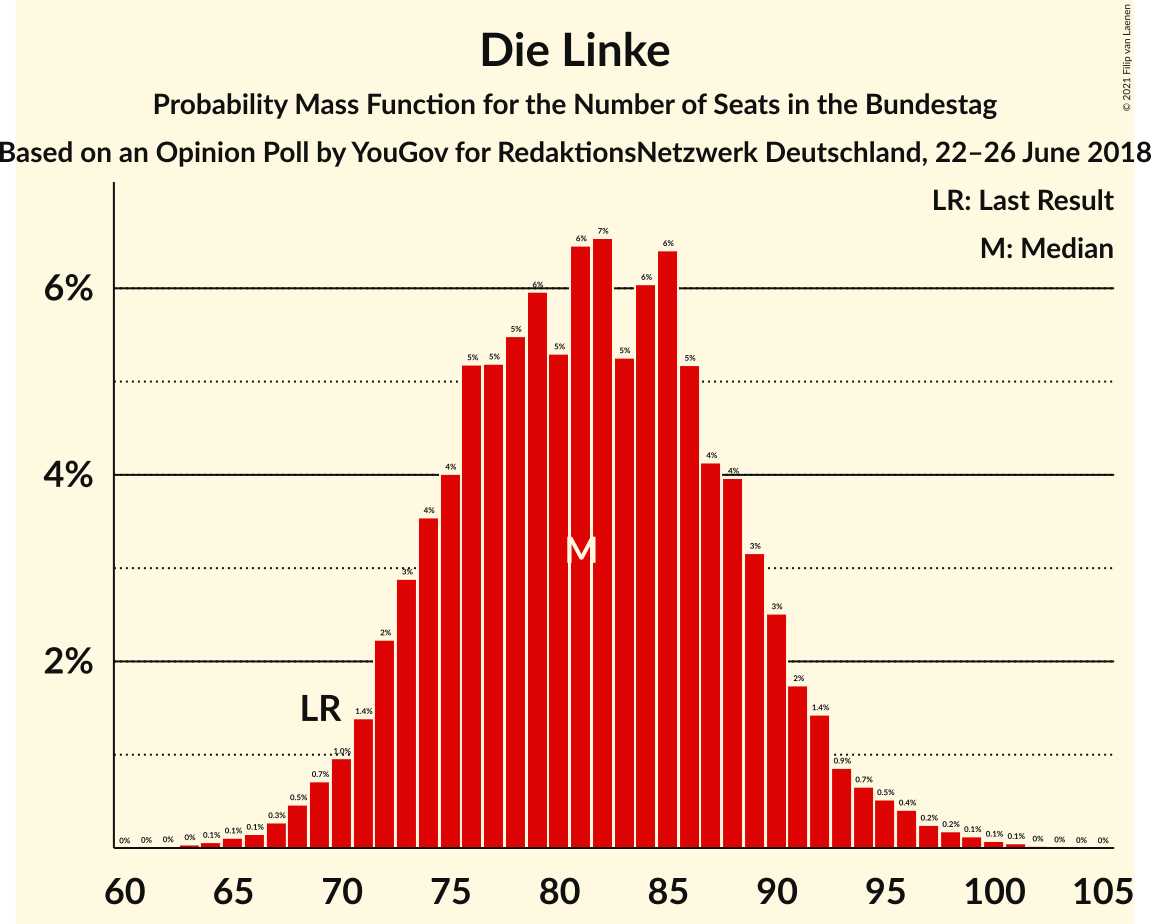 Die Linke
Probability Mass Function for the Number of Seats in the Bundestag
Based on an Opinion Poll by YouGov for RedaktionsNetzwerk Deutschland, 22–26 June 2018
© 2021 Filip van Laenen
LR: Last Result
M: Median
6%
4%
2%
0% 0% 0% 0% 0.1% 0.1% 0.1% 0.3% 0.5% 0.7% 1.0% 1.4% 2% 3% 4% 4% 5% 5% 5% 6% 5% 6% 7% 5% 6% 6% 5% 4% 4% 3% 3% 2% 1.4% 0.9% 0.7% 0.5% 0.4% 0.2% 0.2% 0.1% 0.1% 0.1% 0% 0% 0% 0%
M
LR
60 65 70 75 80 85 90 95 100 105